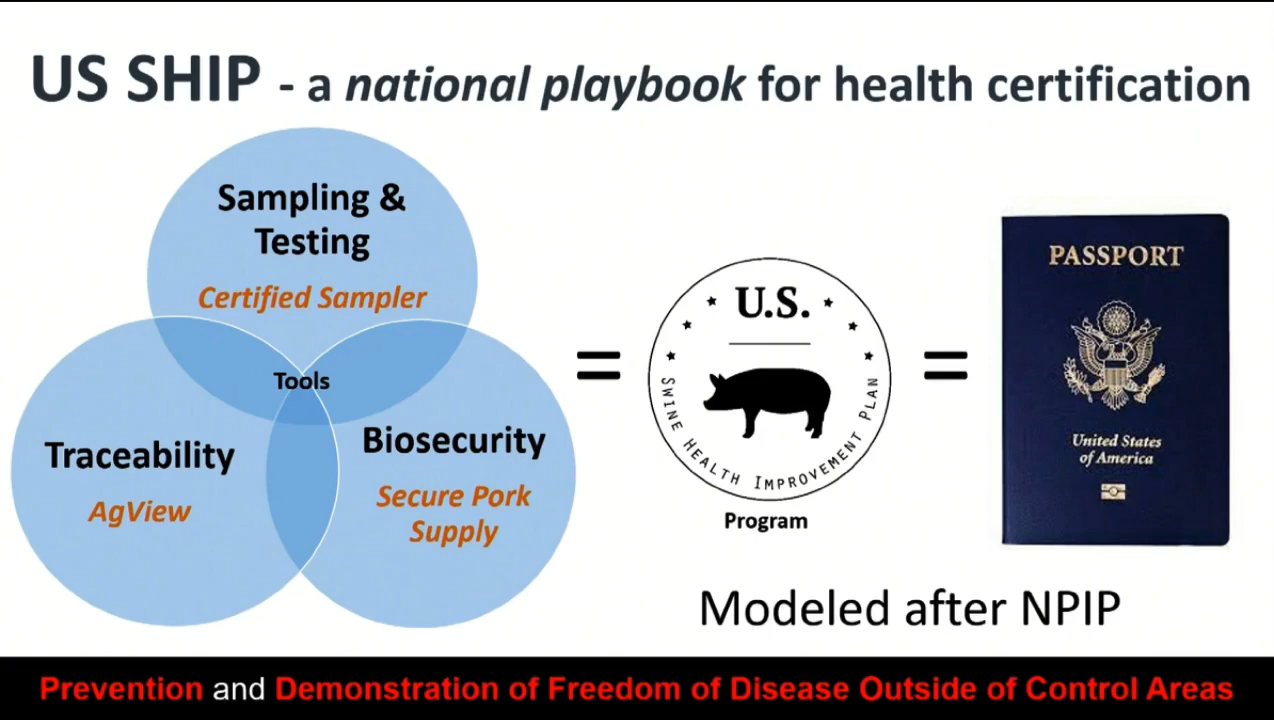 US SHIP - a national playbook for health certification
Sampling &
Testing
Certified Sampler
Tools
Traceability
AgView
Biosecurity
Secure Pork
Supply
U.S.
SWINE HEALTH IMPROVEMENT PLAN
Program
PASSPORT
United States
of America
Modeled after NPIP
Prevention and Demonstration of Freedom of Disease Outside of Control Areas